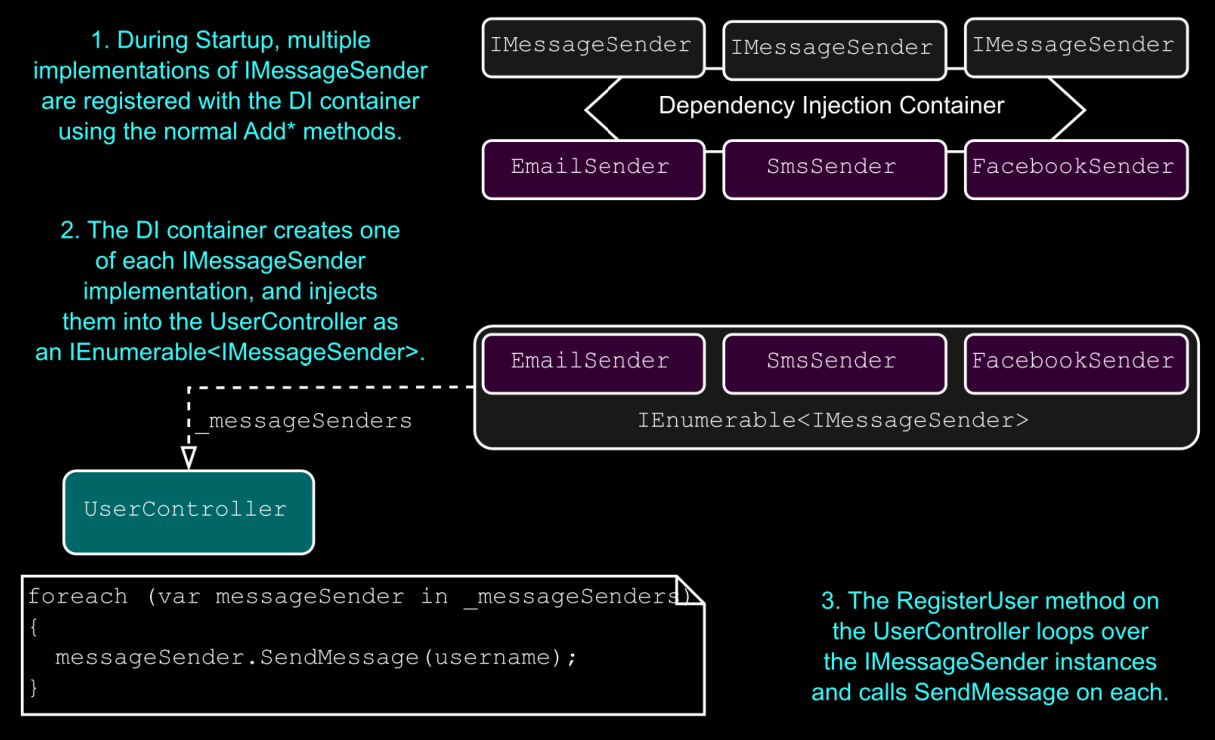 1. During Startup, multiple
implementations of IMessageSender
are registered with the DI container
using the normal Add* methods.
IMessageSender
IMessageSender
IMessageSender
Dependency Injection Container
EmailSender
SmsSender
FacebookSender
2. The DI container creates one
of each IMessageSender
implementation, and injects
them into the UserController as
an IEnumerable<IMessageSender>.
EmailSender
SmsSender
FacebookSender
IEnumerable<IMessageSender>
_messageSenders
UserController
foreach (var messageSender in _messageSenders)
{
messageSender.SendMessage(username);
}
3. The RegisterUser method on
the UserController loops over
the IMessageSender instances
and calls SendMessage on each.